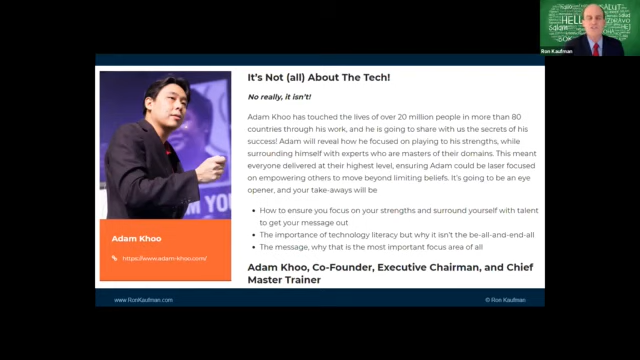 HELLO
Salam
Salud
Ron Kaufman
It's Not (all) About The Tech!
No really, it isn't!
Adam Khoo has touched the lives of over 20 million people in more than 80
countries through his work, and he is going to share with us the secrets of his
success! Adam will reveal how he focused on playing to his strengths, while
surrounding himself with experts who are masters of their domains. This meant
everyone delivered at their highest level, ensuring Adam could be laser focused
on empowering others to move beyond limiting beliefs. It's going to be an eye
opener, and your take-aways will be
• How to ensure you focus on your strengths and surround yourself with talent
to get your message out
• The importance of technology literacy but why it isn't the be-all-and-end-all
• The message, why that is the most important focus area of all
Adam Khoo, Co-Founder, Executive Chairman, and Chief
Master Trainer
Adam Khoo
https://www.adam-khoo.com/
www.RonKaufman.com
© Ron Kaufman